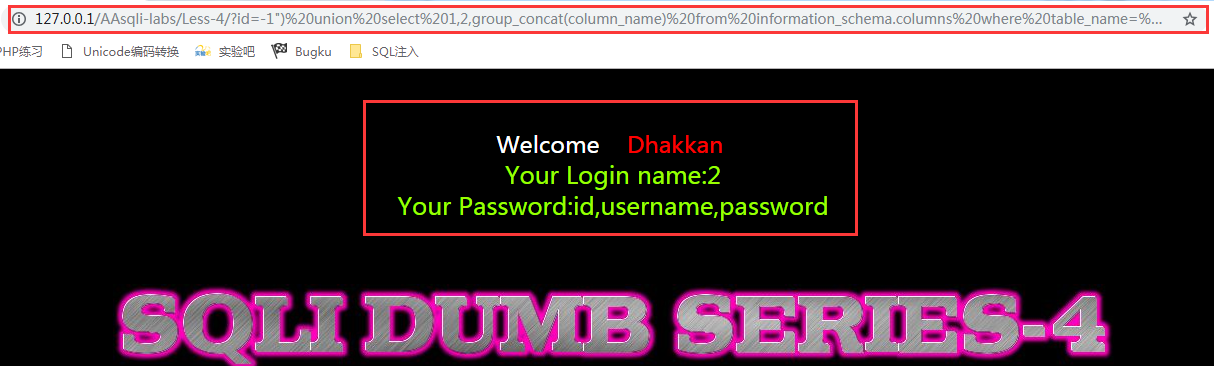 127.0.0.1/AAsqli-labs/Less-4/?id=-1")%20union%20select%201,2,group_concat(column_name)%20from%20information_schema.columns%20where%20table_name=%...
PHP练习 Unicode编码转换 实验吧 Bugku SQL注入
Welcome Dhakkan
Your Login name:2
Your Password:id,username,password
SQLI DUMB SERIES-4